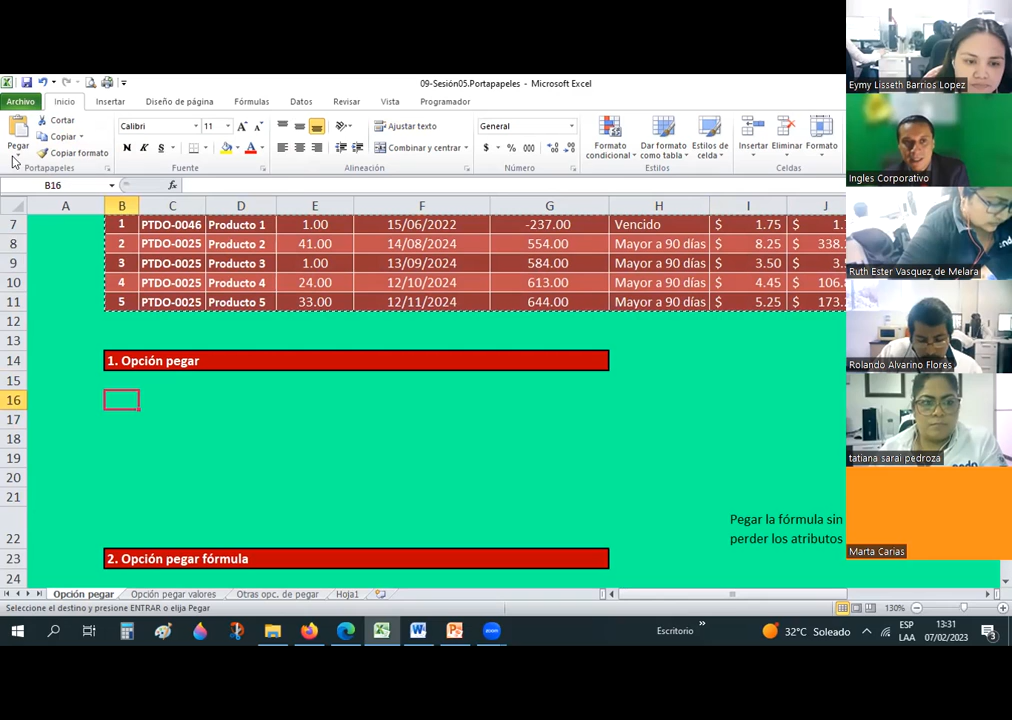 09-Sesión05.Portapapeles - Microsoft Excel
Archivo Inicio Insertar Diseño de página Fórmulas Datos Revisar Vista Programador
Pegar
Cortar
Copiar
Copiar formato
Portapapeles
Calibri 11
N K S
Fuente
Ajustar texto
Combinar y centrar
Alineación
General
$ % 000
Número
Formato condicional
Dar formato como tabla
Estilos de celda
Estilos
Insertar Eliminar Formato
Celdas
B16 fx
A B C D E F G H I J
7 1 PTDO-0046 Producto 1 1.00 15/06/2022 -237.00 Vencido $ 1.75 $ 1.
8 2 PTDO-0025 Producto 2 41.00 14/08/2024 554.00 Mayor a 90 días $ 8.25 $ 338.
9 3 PTDO-0025 Producto 3 1.00 13/09/2024 584.00 Mayor a 90 días $ 3.50 $ 3.
10 4 PTDO-0025 Producto 4 24.00 12/10/2024 613.00 Mayor a 90 días $ 4.45 $ 106.
11 5 PTDO-0025 Producto 5 33.00 12/11/2024 644.00 Mayor a 90 días $ 5.25 $ 173.
12
13
14 1. Opción pegar
15
16
17
18
19
20
21
22 Pegar la fórmula sin
perder los atributos
23 2. Opción pegar fórmula
24
Opción pegar Opción pegar valores Otras opc. de pegar Hoja1
Seleccione el destino y presione ENTRAR o elija Pegar 130%
Escritorio 32°C Soleado ESP 13:31
LAA 07/02/2023
3
Eymy Lisseth Barrios Lopez
Ingles Corporativo
Ruth Ester Vasquez de Melara
Rolando Alvarino Flores
tatiana sarai pedroza
Marta Carias